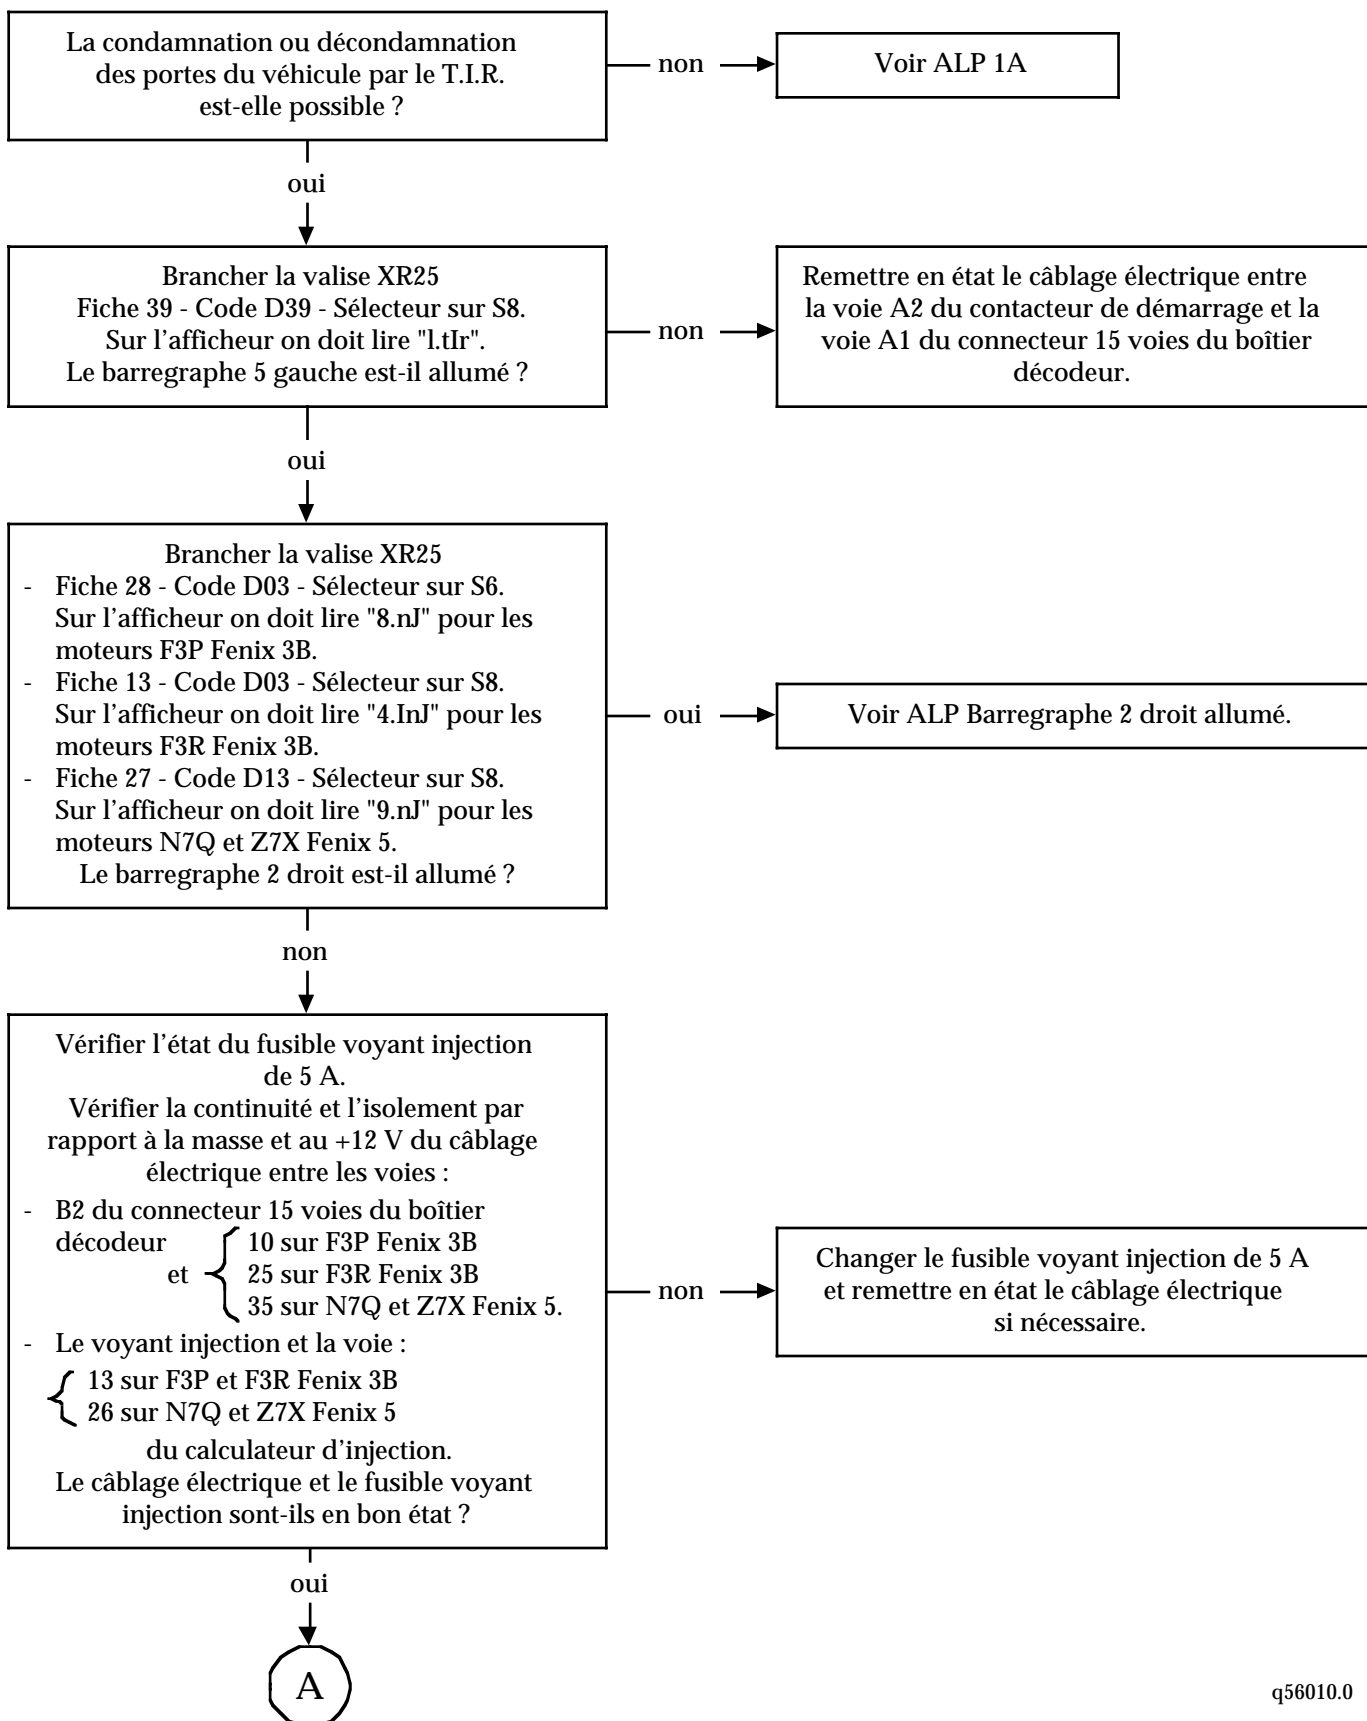 La condamnation ou décondamnation
des portes du véhicule par le T.I.R.
est-elle possible ?
non
Voir ALP 1A
oui
Brancher la valise XR25
Fiche 39 - Code D39 - Sélecteur sur S8.
Sur l'afficheur on doit lire "l.tIr".
Le barregraphe 5 gauche est-il allumé ?
non
Remettre en état le câblage électrique entre
la voie A2 du contacteur de démarrage et la
voie A1 du connecteur 15 voies du boîtier
décodeur.
oui
Brancher la valise XR25
- Fiche 28 - Code D03 - Sélecteur sur S6.
Sur l'afficheur on doit lire "8.nJ" pour les
moteurs F3P Fenix 3B.
- Fiche 13 - Code D03 - Sélecteur sur S8.
Sur l'afficheur on doit lire "4.InJ" pour les
moteurs F3R Fenix 3B.
- Fiche 27 - Code D13 - Sélecteur sur S8.
Sur l'afficheur on doit lire "9.nJ" pour les
moteurs N7Q et Z7X Fenix 5.
Le barregraphe 2 droit est-il allumé ?
oui
Voir ALP Barregraphe 2 droit allumé.
non
Vérifier l'état du fusible voyant injection
de 5 A.
Vérifier la continuité et l'isolement par
rapport à la masse et au +12 V du câblage
électrique entre les voies :
- B2 du connecteur 15 voies du boîtier
décodeur
et
10 sur F3P Fenix 3B
25 sur F3R Fenix 3B
35 sur N7Q et Z7X Fenix 5.
- Le voyant injection et la voie :
13 sur F3P et F3R Fenix 3B
26 sur N7Q et Z7X Fenix 5
du calculateur d'injection.
Le câblage électrique et le fusible voyant
injection sont-ils en bon état ?
non
Changer le fusible voyant injection de 5 A
et remettre en état le câblage électrique
si nécessaire.
oui
A
q56010.0